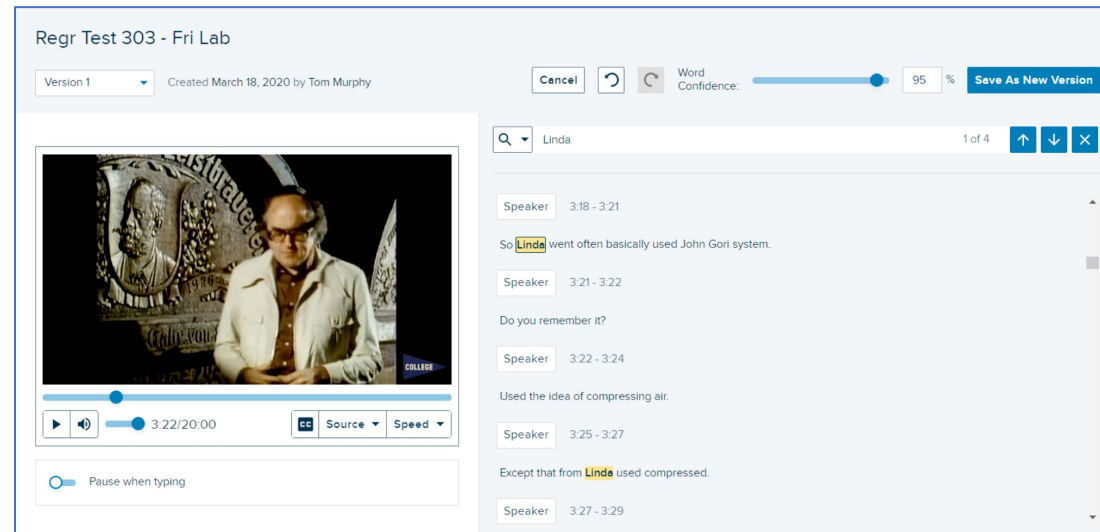 Regr Test 303 - Fri Lab
Version 1
Created March 18, 2020 by Tom Murphy
Cancel
Word
Confidence:
95 %
Save As New Version
Linda
1 of 4
Speaker 3:18 - 3:21
So Linda went often basically used John Gori system.
Speaker 3:21 - 3:22
Do you remember it?
Speaker 3:22 - 3:24
Used the idea of compressing air.
Speaker 3:25 - 3:27
Except that from Linda used compressed.
Speaker 3:27 - 3:29
COLLEGE
3:22/20:00
CC Source Speed
Pause when typing